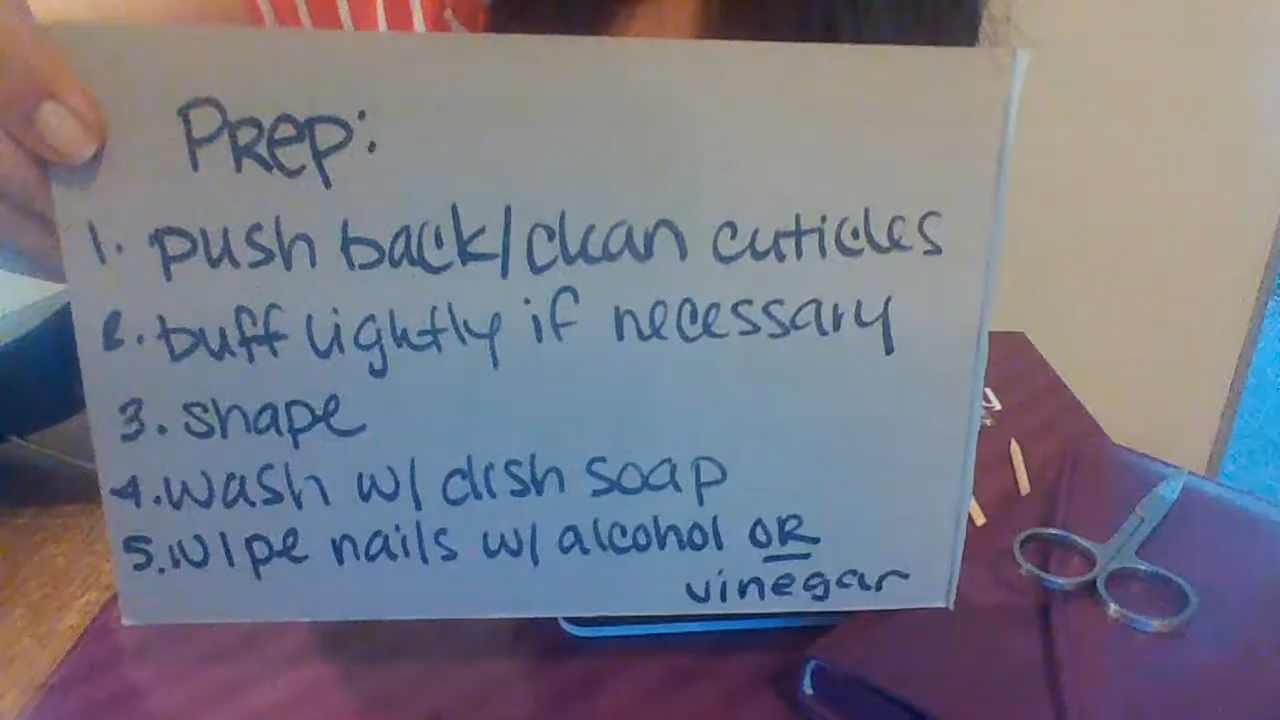 Prep:
1. push back/clean cuticles
2. buff lightly if necessary
3. shape
4. wash w/ dish soap
5. wipe nails w/ alcohol OR
vinegar
y